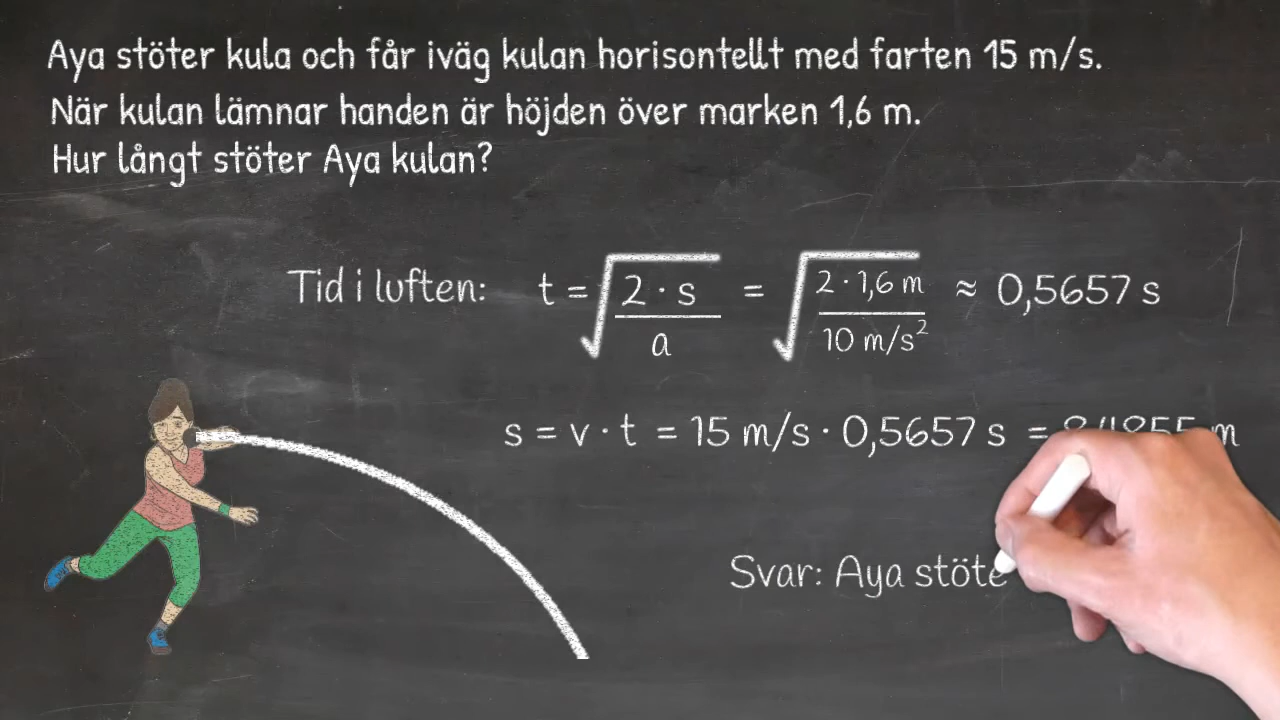 Aya stöter kula och får iväg kulan horisontellt med farten 15 m/s.
När kulan lämnar handen är höjden över marken 1,6 m.
Hur långt stöter Aya kulan?
Tid i luften: t = √(2 · s / a) = √(2 · 1,6 m / 10 m/s²) ≈ 0,5657 s
s = v · t = 15 m/s · 0,5657 s = m
Svar: Aya